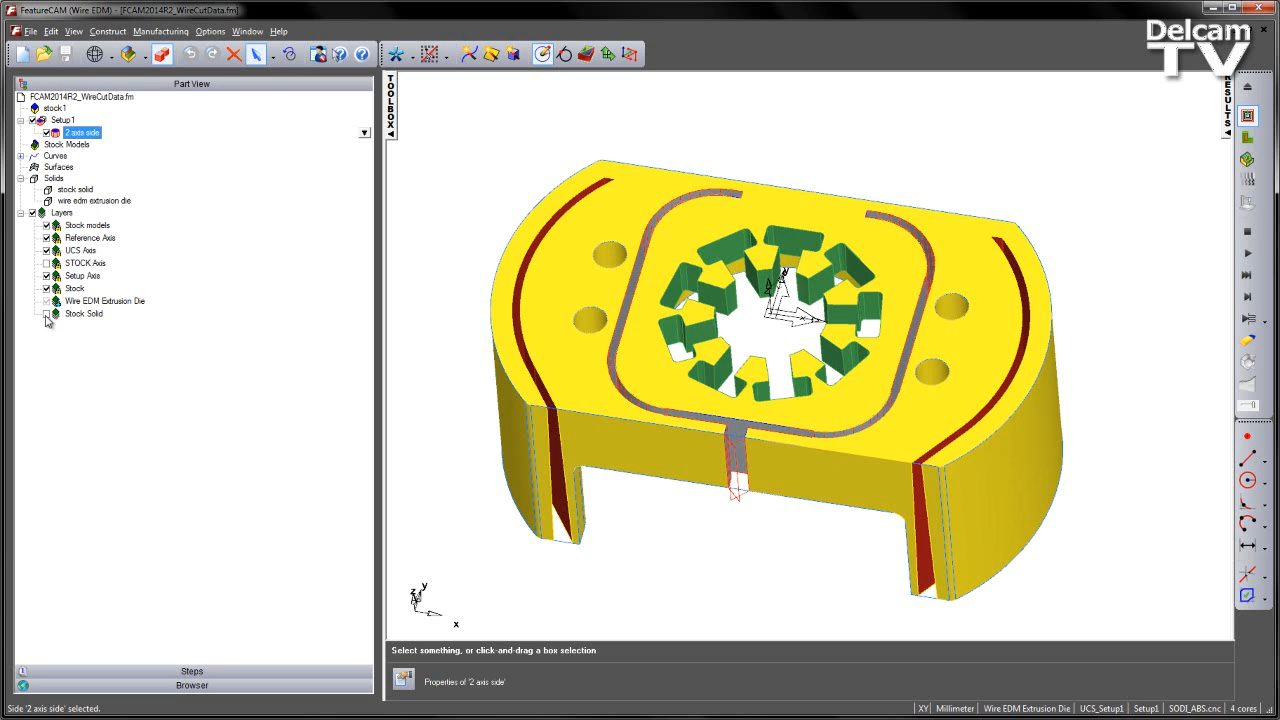 FeatureCAM (Wire EDM) - [FCAM2014R2_WireCutData.fm]
File Edit View Construct Manufacturing Options Window Help
Delcam
TV
Part View
FCAM2014R2_WireCutData.fm
stock1
Setup1
2 axis side
Stock Models
Curves
Surfaces
Solids
stock solid
wire edm extrusion die
Layers
Stock models
Reference Axis
UCS Axis
STOCK Axis
Setup Axis
Stock
Wire EDM Extrusion Die
Stock Solid
Steps
Browser
TOOLBOX
RESULTS
y
x
z y
x
Select something, or click-and-drag a box selection
Properties of '2 axis side'
Side '2 axis side' selected.
XY Millimeter Wire EDM Extrusion Die UCS_Setup1 Setup1 SODI_ABS.cnc 4 cores